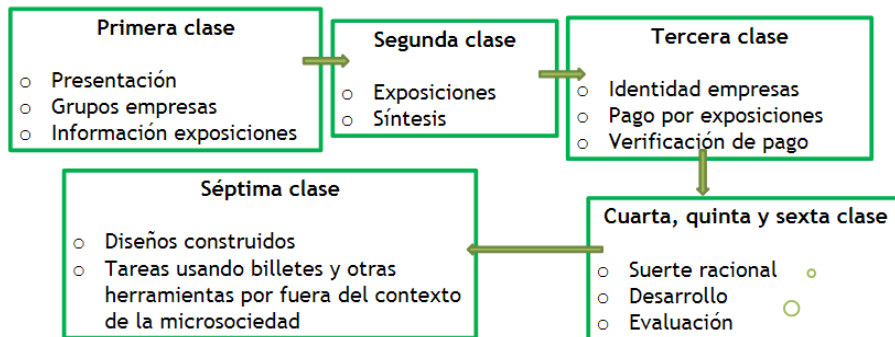 Primera clase
o Presentación
o Grupos empresas
o Información exposiciones
Segunda clase
o Exposiciones
o Síntesis
Tercera clase
o Identidad empresas
o Pago por exposiciones
o Verificación de pago
Cuarta, quinta y sexta clase
o Suerte racional
o Desarrollo
o Evaluación
Séptima clase
o Diseños construidos
o Tareas usando billetes y otras
herramientas por fuera del contexto
de la microsociedad